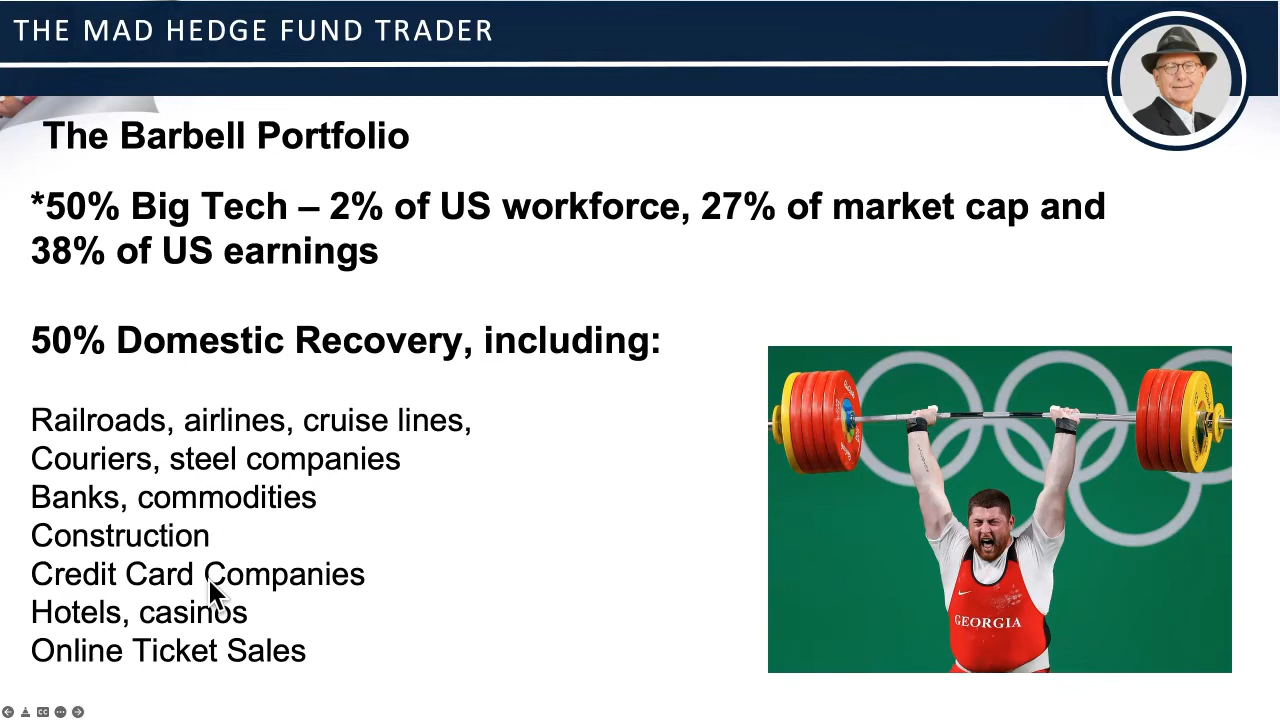 THE MAD HEDGE FUND TRADER
The Barbell Portfolio
*50% Big Tech – 2% of US workforce, 27% of market cap and
38% of US earnings
50% Domestic Recovery, including:
Railroads, airlines, cruise lines,
Couriers, steel companies
Banks, commodities
Construction
Credit Card Companies
Hotels, casinos
Online Ticket Sales
GEORGIA
CC